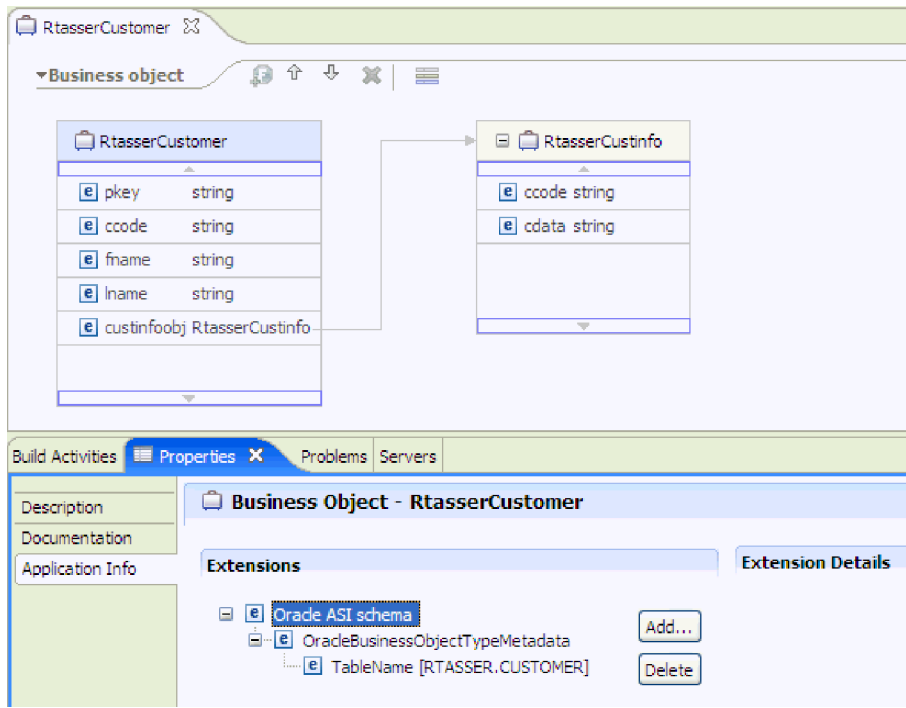 RtasserCustomer
Business object
RtasserCustomer
pkey string
ccode string
fname string
lname string
custinfoobj RtasserCustinfo
RtasserCustinfo
ccode string
cdata string
Build Activities Properties Problems Servers
Description
Documentation
Application Info
Business Object - RtasserCustomer
Extensions
Oracle ASI schema
OracleBusinessObjectTypeMetadata
TableName [RTASSER.CUSTOMER]
Add...
Delete
Extension Details